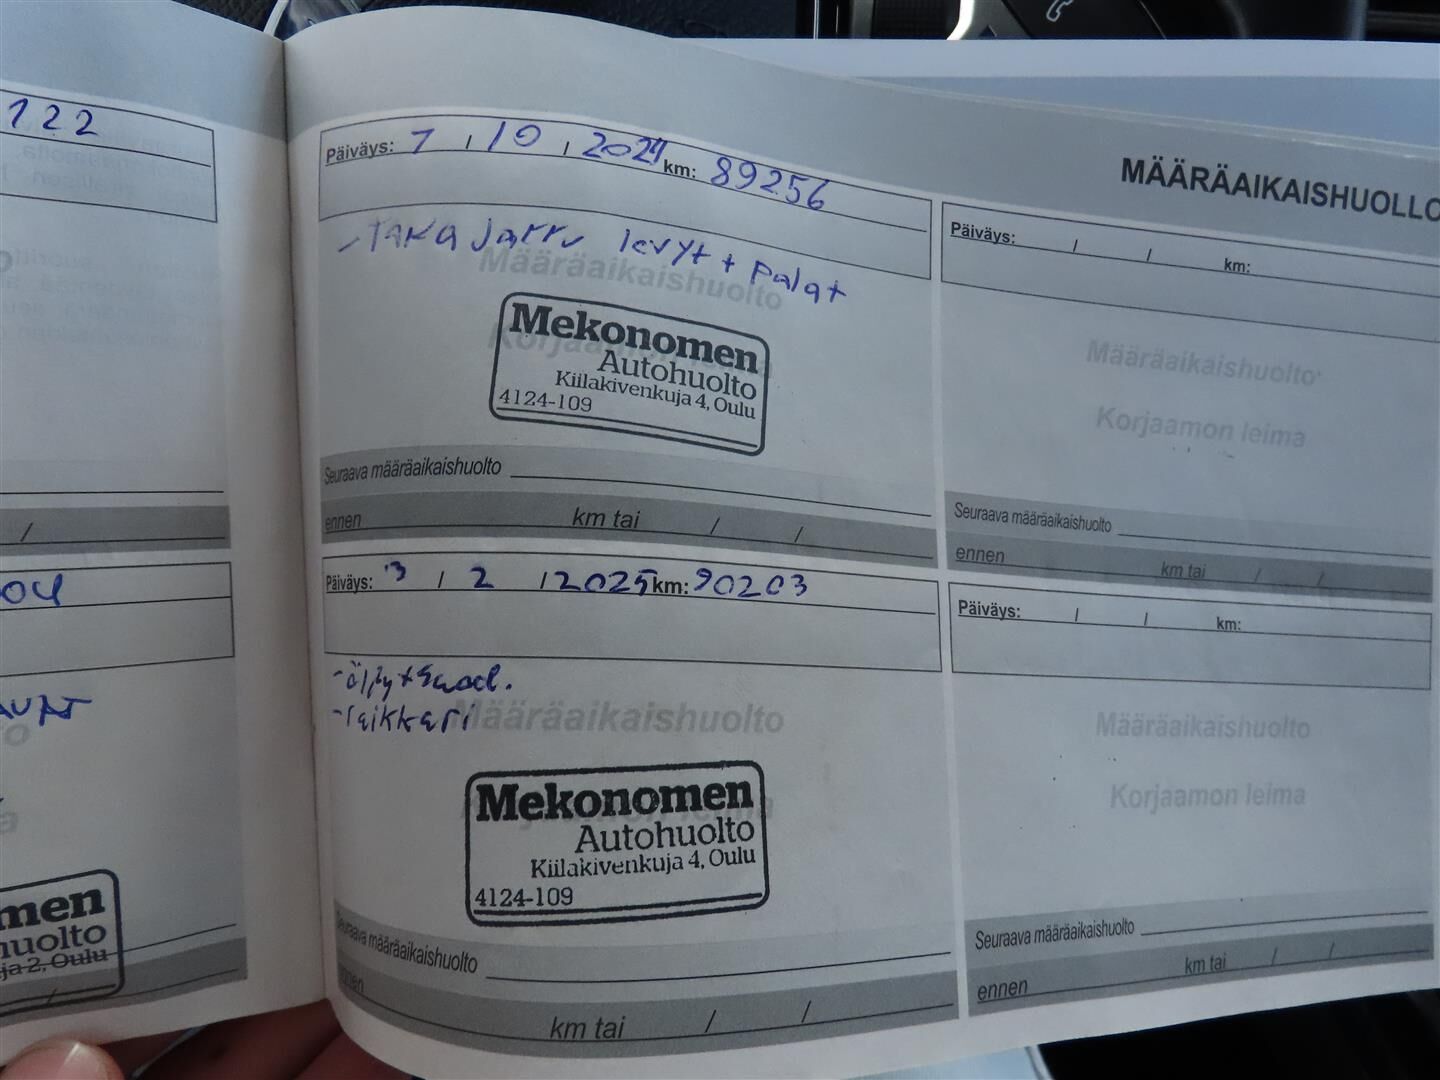 122
04
MÄÄRÄAIKAISHUOLLO
Päiväys: 7 / 10 / 2024 km: 89256
- TAKA Jarru levyt + Palat
Määräaikaishuolto
Mekonomen
Autohuolto
Kiilakivenkuja 4, Oulu
4124-109
Seuraava määräaikaishuolto
ennen km tai / /
Päiväys: 3 / 2 / 2025 km: 90203
- öljy + suod.
- raikkari
Määräaikaishuolto
Mekonomen
Autohuolto
Kiilakivenkuja 4, Oulu
4124-109
Seuraava määräaikaishuolto
km tai / /
Päiväys: / / km:
Määräaikaishuolto
Korjaamon leima
Seuraava määräaikaishuolto
ennen km tai / /
Päiväys: / / km:
Määräaikaishuolto
Korjaamon leima
Seuraava määräaikaishuolto
ennen km tai / /
men
huolto
ja 2, Oulu